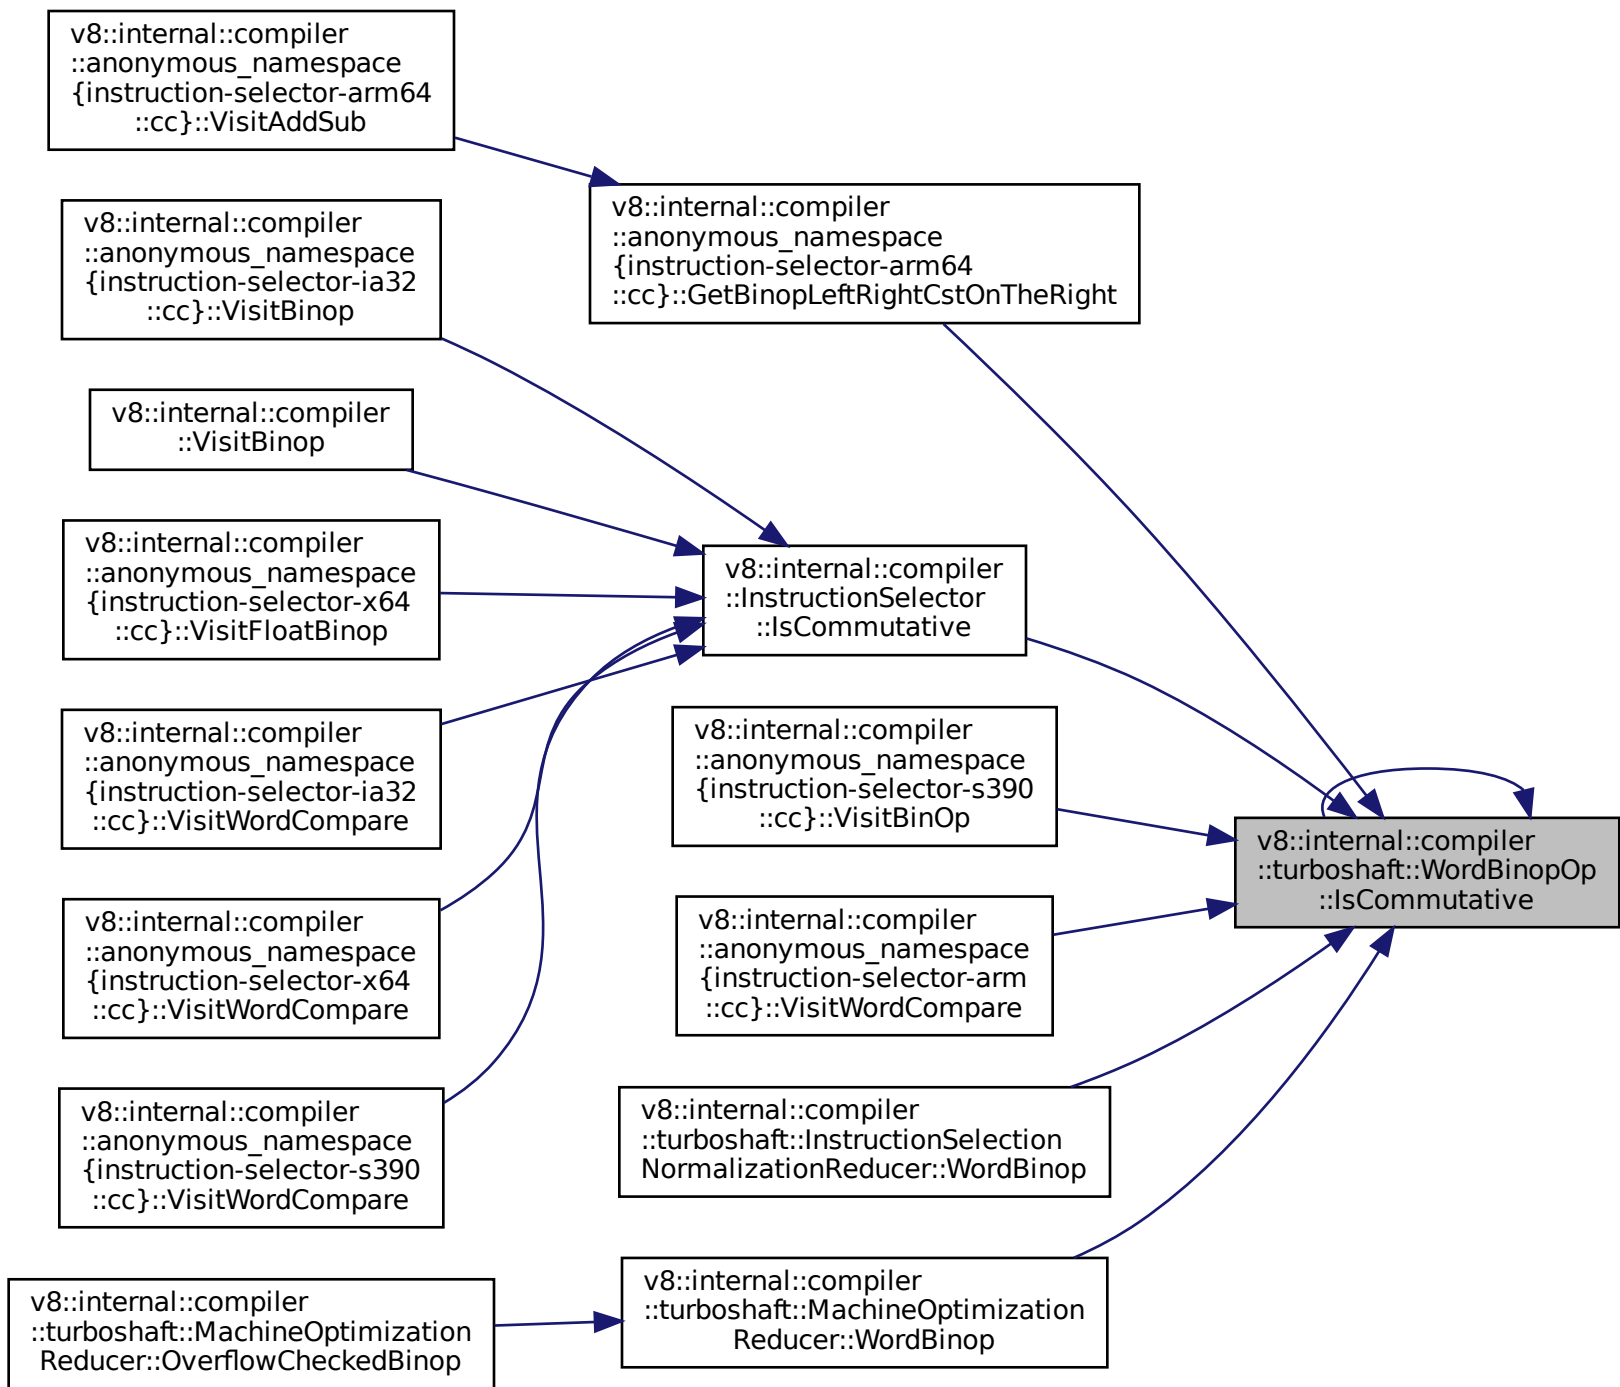 v8::internal::compiler
::anonymous_namespace
{instruction-selector-arm64
::cc}::VisitAddSub
v8::internal::compiler
::anonymous_namespace
{instruction-selector-ia32
::cc}::VisitBinop
v8::internal::compiler
::VisitBinop
v8::internal::compiler
::anonymous_namespace
{instruction-selector-x64
::cc}::VisitFloatBinop
v8::internal::compiler
::anonymous_namespace
{instruction-selector-ia32
::cc}::VisitWordCompare
v8::internal::compiler
::anonymous_namespace
{instruction-selector-x64
::cc}::VisitWordCompare
v8::internal::compiler
::anonymous_namespace
{instruction-selector-s390
::cc}::VisitWordCompare
v8::internal::compiler
::turboshaft::MachineOptimization
Reducer::OverflowCheckedBinop
v8::internal::compiler
::anonymous_namespace
{instruction-selector-arm64
::cc}::GetBinopLeftRightCstOnTheRight
v8::internal::compiler
::InstructionSelector
::IsCommutative
v8::internal::compiler
::anonymous_namespace
{instruction-selector-s390
::cc}::VisitBinOp
v8::internal::compiler
::anonymous_namespace
{instruction-selector-arm
::cc}::VisitWordCompare
v8::internal::compiler
::turboshaft::InstructionSelection
NormalizationReducer::WordBinop
v8::internal::compiler
::turboshaft::MachineOptimization
Reducer::WordBinop
v8::internal::compiler
::turboshaft::WordBinopOp
::IsCommutative